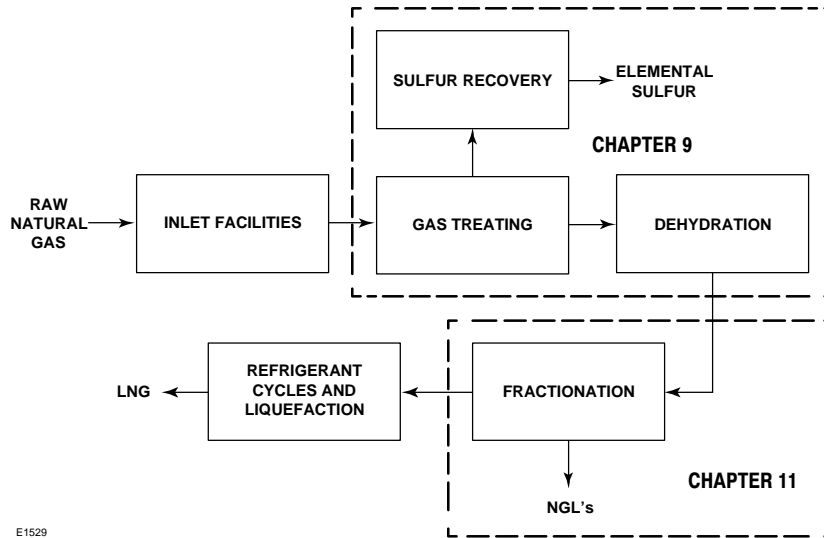 SULFUR RECOVERY
ELEMENTAL
SULFUR
CHAPTER 9
RAW
NATURAL
GAS
INLET FACILITIES
GAS TREATING
DEHYDRATION
LNG
REFRIGERANT
CYCLES AND
LIQUEFACTION
FRACTIONATION
CHAPTER 11
NGL's
E1529